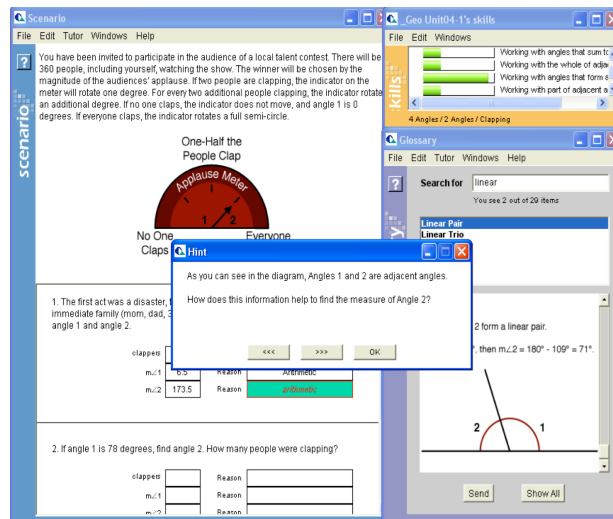 Scenario
File Edit Tutor Windows Help
?
scenario
You have been invited to participate in the audience of a local talent contest. There will be
360 people, including yourself, watching the show. The winner will be chosen by the
magnitude of the audiences' applause. If two people are clapping, the indicator on the
meter will rotate one degree. For every two additional people clapping, the indicator rotate
an additional degree. If no one claps, the indicator does not move, and angle 1 is 0
degrees. If everyone claps, the indicator rotates a full semi-circle.
One-Half the
People Clap
Applause Meter
1 2
No One
Claps
Everyone
1. The first act was a disaster,
immediate family (mom, dad, 3
angle 1 and angle 2.
clappers
m∠1 6.5 Reason Arithmetic
m∠2 173.5 Reason arithmetic
2. If angle 1 is 78 degrees, find angle 2. How many people were clapping?
clappers Reason
m∠1 Reason
m∠2 Reason
_Geo Unit04-1's skills
File Edit Windows
skills
Working with angles that sum to
Working with the whole of adja
Working with angles that form a
Working with part of adjacent a
4 Angles / 2 Angles / Clapping
Glossary
File Edit Tutor Windows Help
?
Search for linear
You see 2 out of 29 items
Linear Pair
Linear Trio
2 form a linear pair.
°, then m∠2 = 180° - 109° = 71°.
2 1
Send Show All
Hint
As you can see in the diagram, Angles 1 and 2 are adjacent angles.
How does this information help to find the measure of Angle 2?
<<< >>> OK